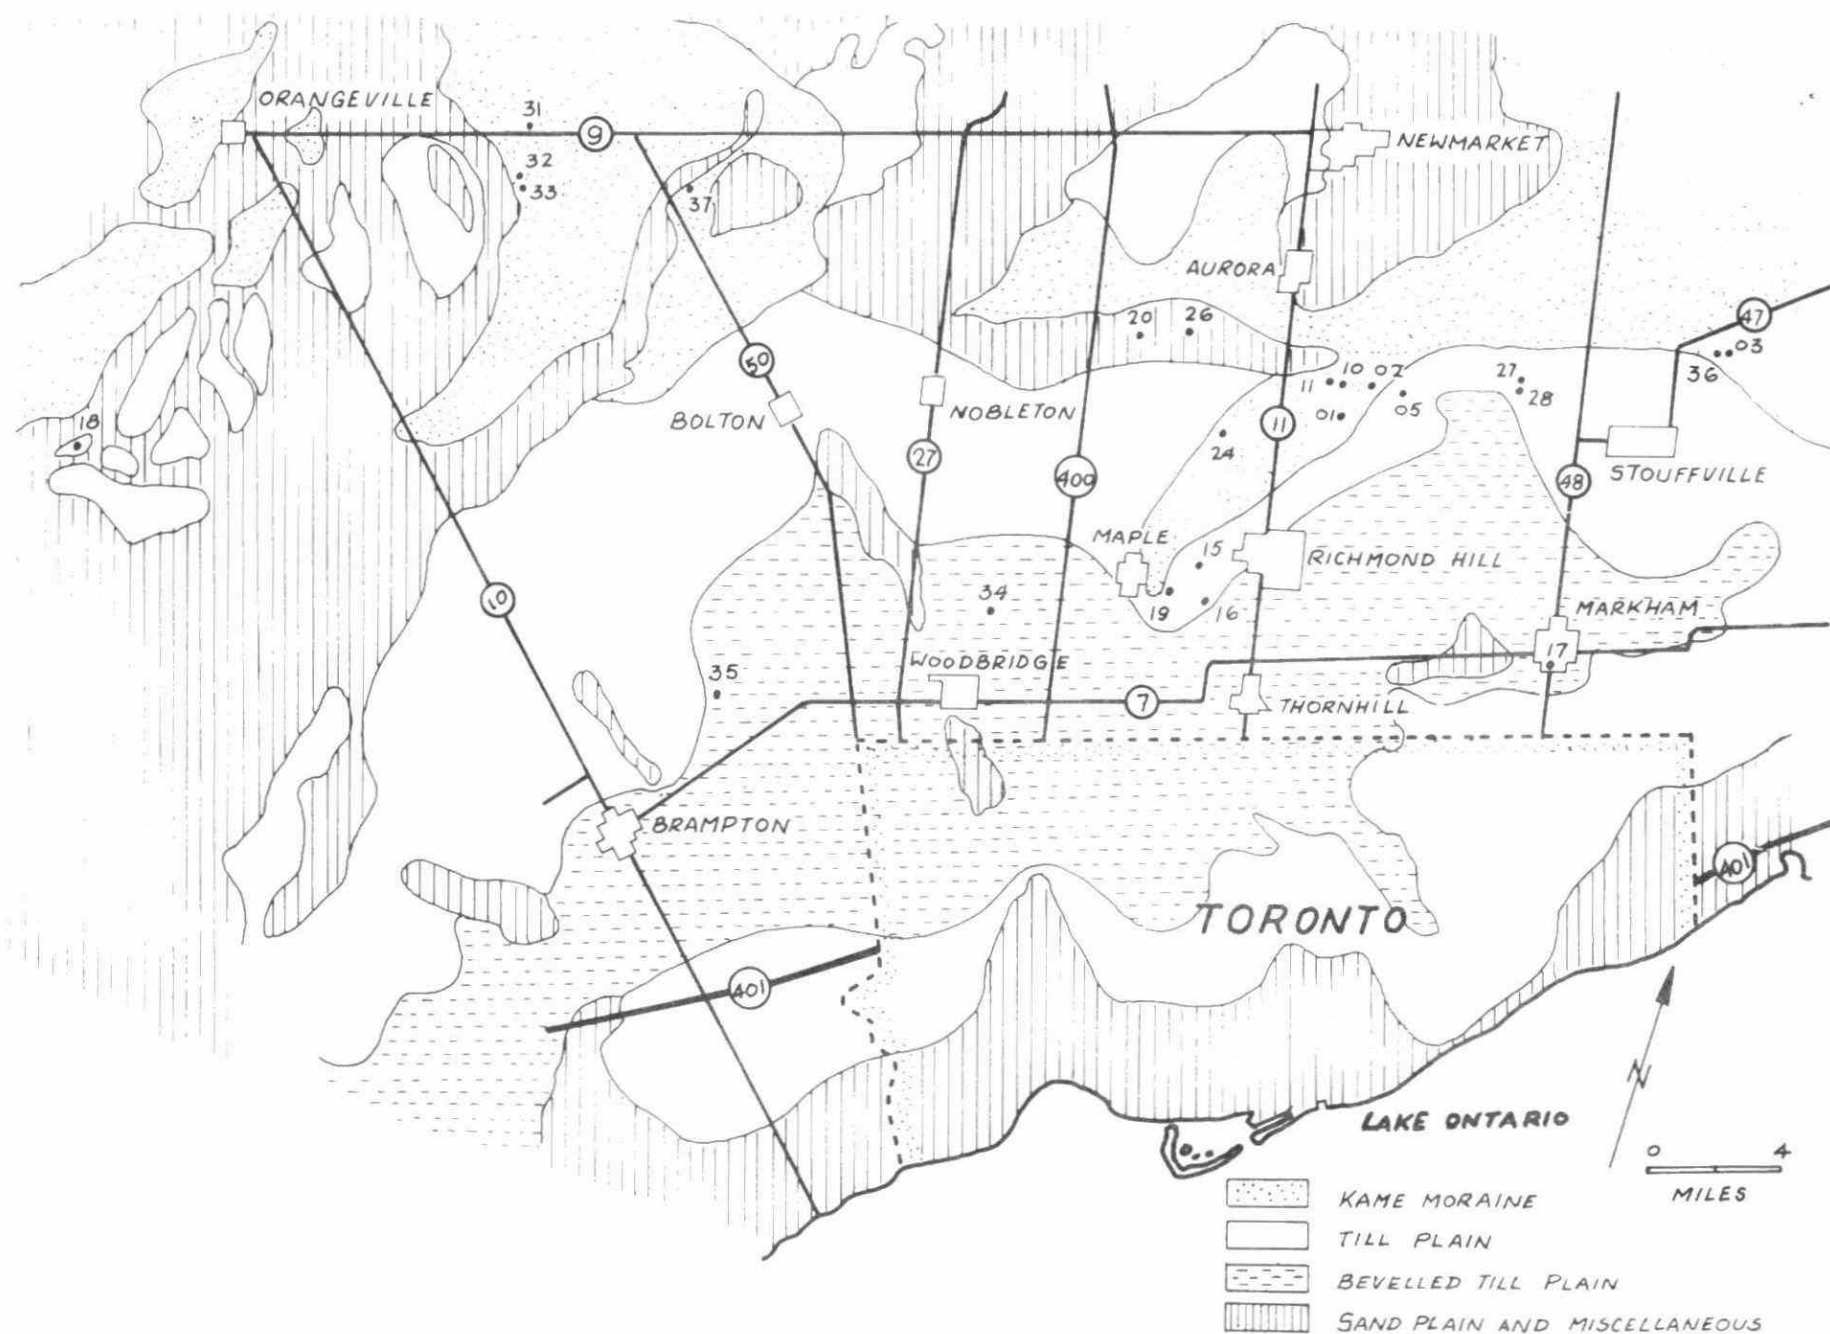 ORANGEVILLE
31
9
NEWMARKET
32
33
37
AURORA
20
26
47
03
36
50
BOLTON
NOBLETON
11
10
02
27
28
01
05
18
11
24
27
400
48
STOUFFVILLE
MAPLE
15
RICHMOND HILL
10
34
19
16
MARKHAM
WOODBRIDGE
17
35
7
THORNHILL
BRAMPTON
401
TORONTO
401
N
LAKE ONTARIO
0 4
MILES
KAME MORAINE
TILL PLAIN
BEVELLED TILL PLAIN
SAND PLAIN AND MISCELLANEOUS